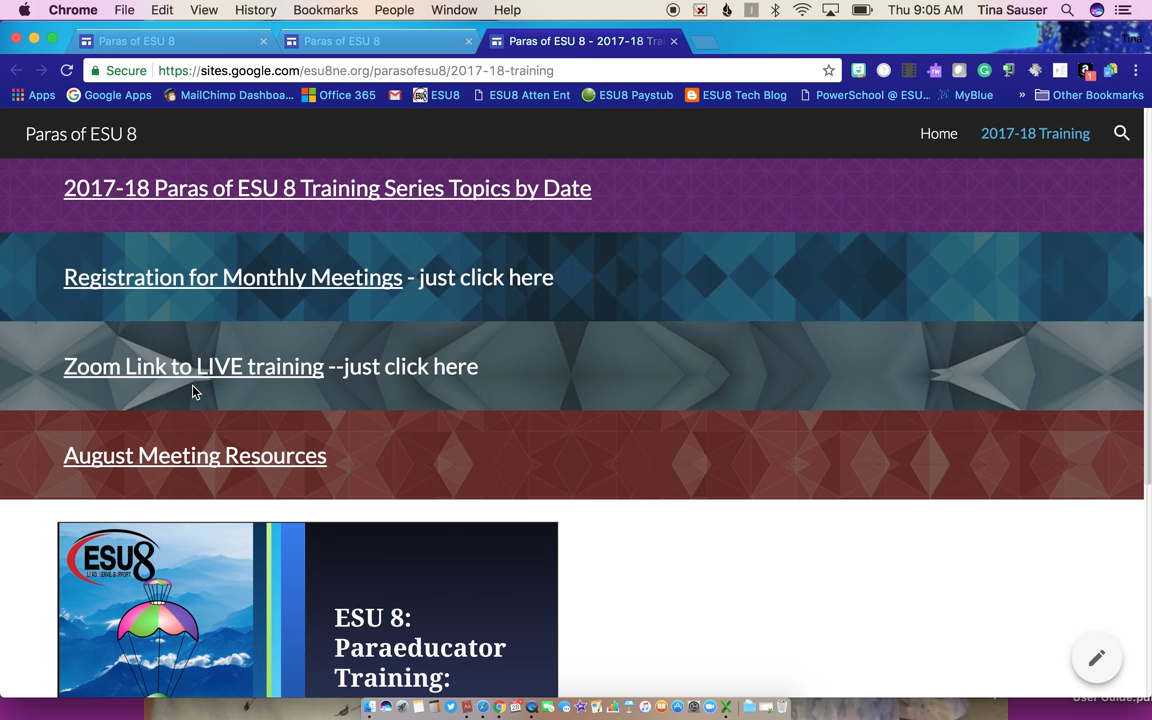 Chrome File Edit View History Bookmarks People Window Help Thu 9:05 AM Tina Sauser
Paras of ESU 8 Paras of ESU 8 Paras of ESU 8 - 2017-18 Trai Tina
Secure https://sites.google.com/esu8ne.org/parasofesu8/2017-18-training
Apps Google Apps MailChimp Dashboa... Office 365 ESU8 ESU8 Atten Ent ESU8 Paystub ESU8 Tech Blog PowerSchool @ ESU... MyBlue » Other Bookmarks
Paras of ESU 8 Home 2017-18 Training
2017-18 Paras of ESU 8 Training Series Topics by Date
Registration for Monthly Meetings - just click here
Zoom Link to LIVE training --just click here
August Meeting Resources
ESU8
LEAD. SERVE. SUPPORT
ESU 8:
Paraeducator
Training: